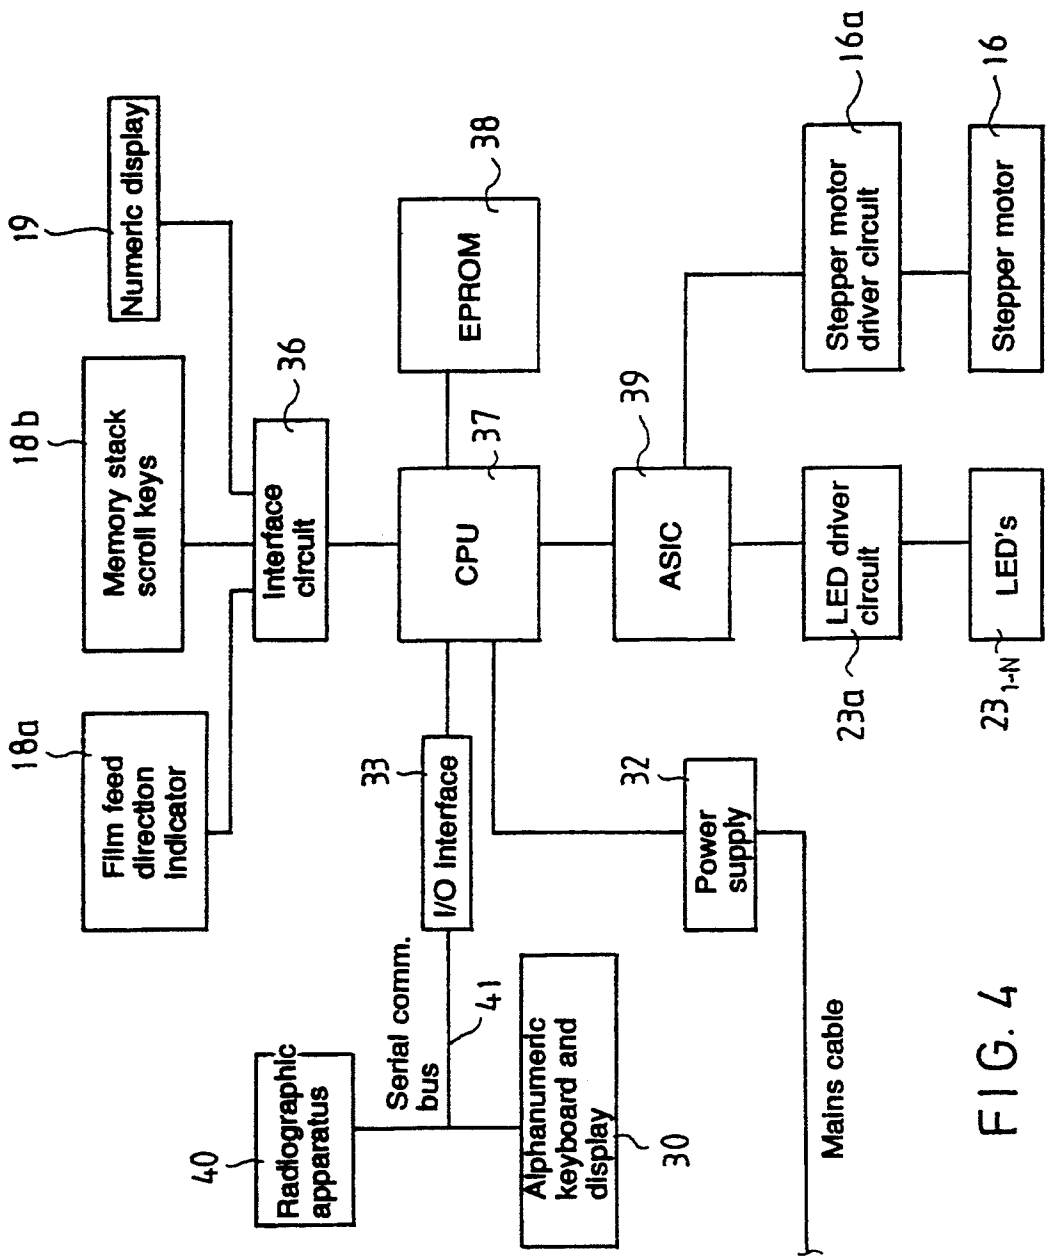 40
Radiographic
apparatus
Serial comm.
bus
41
Alphanumeric
keyboard and
display
30
Mains cable
18a
Film feed
direction
indicator
33
I/O Interface
32
Power
supply
18b
Memory stack
scroll keys
Interface
circuit
36
CPU
37
ASIC
39
LED driver
circuit
23a
LED's
23 1-N
19
Numeric display
EPROM
38
Stepper motor
driver circuit
16a
Stepper motor
16
FIG. 4